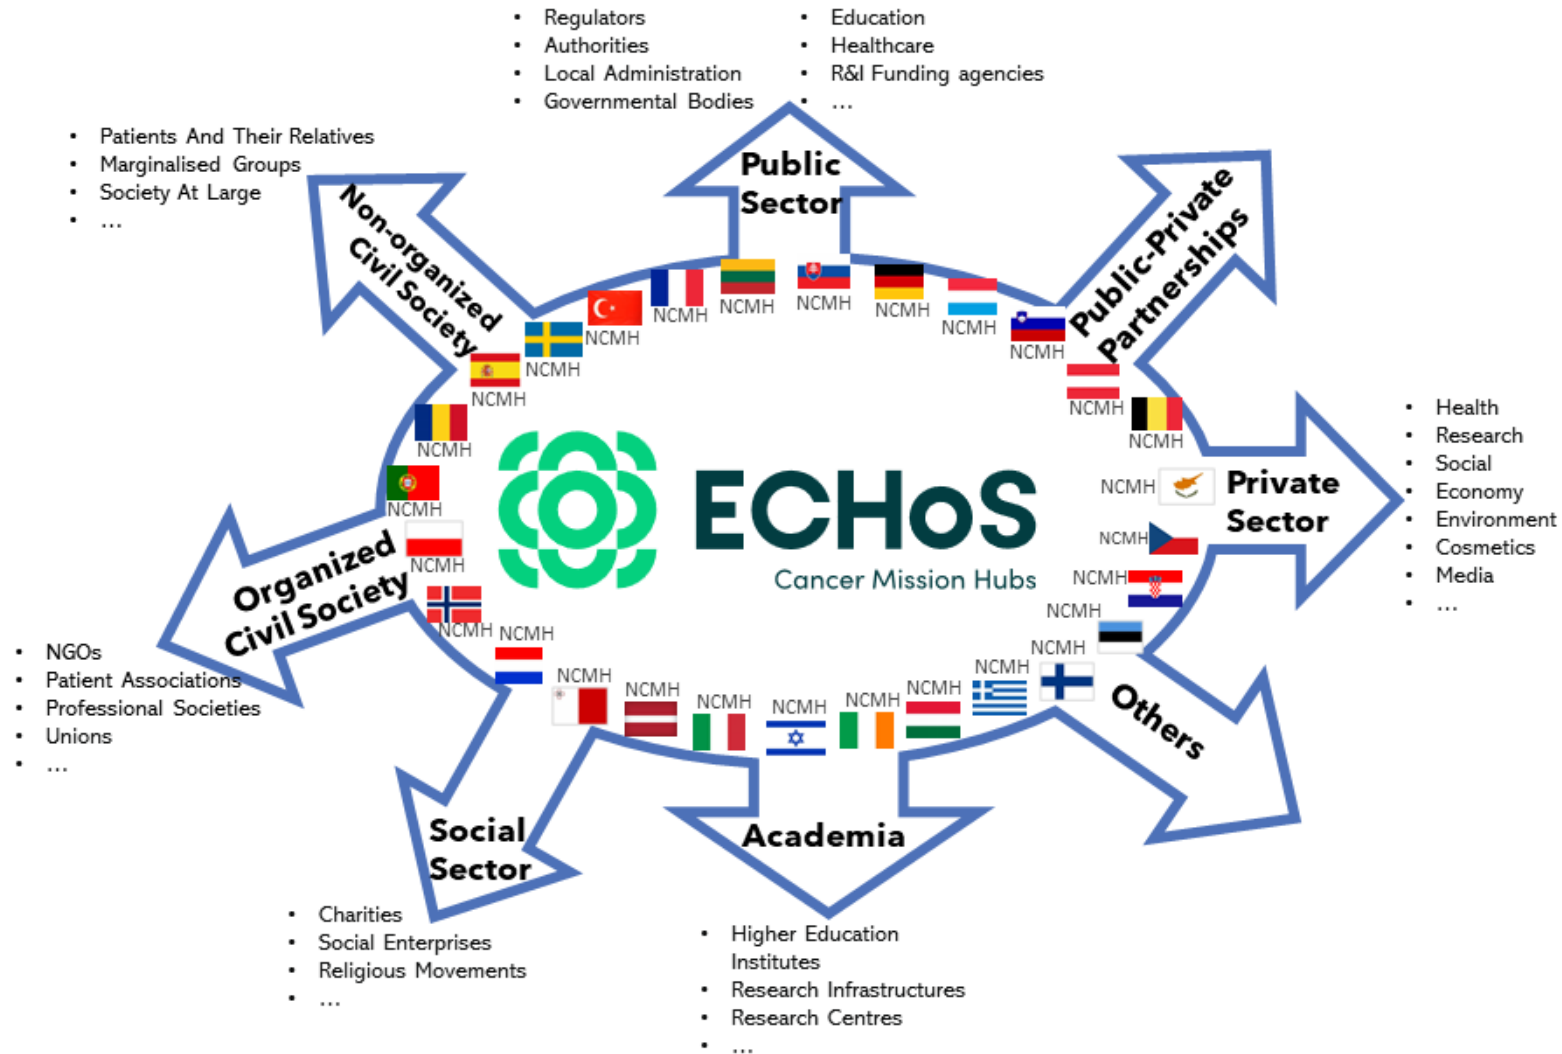 • Regulators
• Authorities
• Local Administration
• Governmental Bodies
• Education
• Healthcare
• R&I Funding agencies
• ...
• Patients And Their Relatives
• Marginalised Groups
• Society At Large
• ...
Public
Sector
Non-organized
Civil Society
Public-Private
Partnerships
NCMH
NCMH
NCMH
NCMH
NCMH
NCMH
NCMH
NCMH
NCMH
NCMH
NCMH
NCMH
NCMH
• Health
• Research
• Social
• Economy
• Environment
• Cosmetics
• Media
• ...
ECHoS
Cancer Mission Hubs
NCMH
Private
Sector
NCMH
NCMH
NCMH
NCMH
NCMH
Organized
Civil Society
NCMH
NCMH
NCMH
NCMH
NCMH
NCMH
NCMH
NCMH
NCMH
NCMH
Others
• NGOs
• Patient Associations
• Professional Societies
• Unions
• ...
Social
Sector
Academia
• Charities
• Social Enterprises
• Religious Movements
• ...
• Higher Education
Institutes
• Research Infrastructures
• Research Centres
• ...